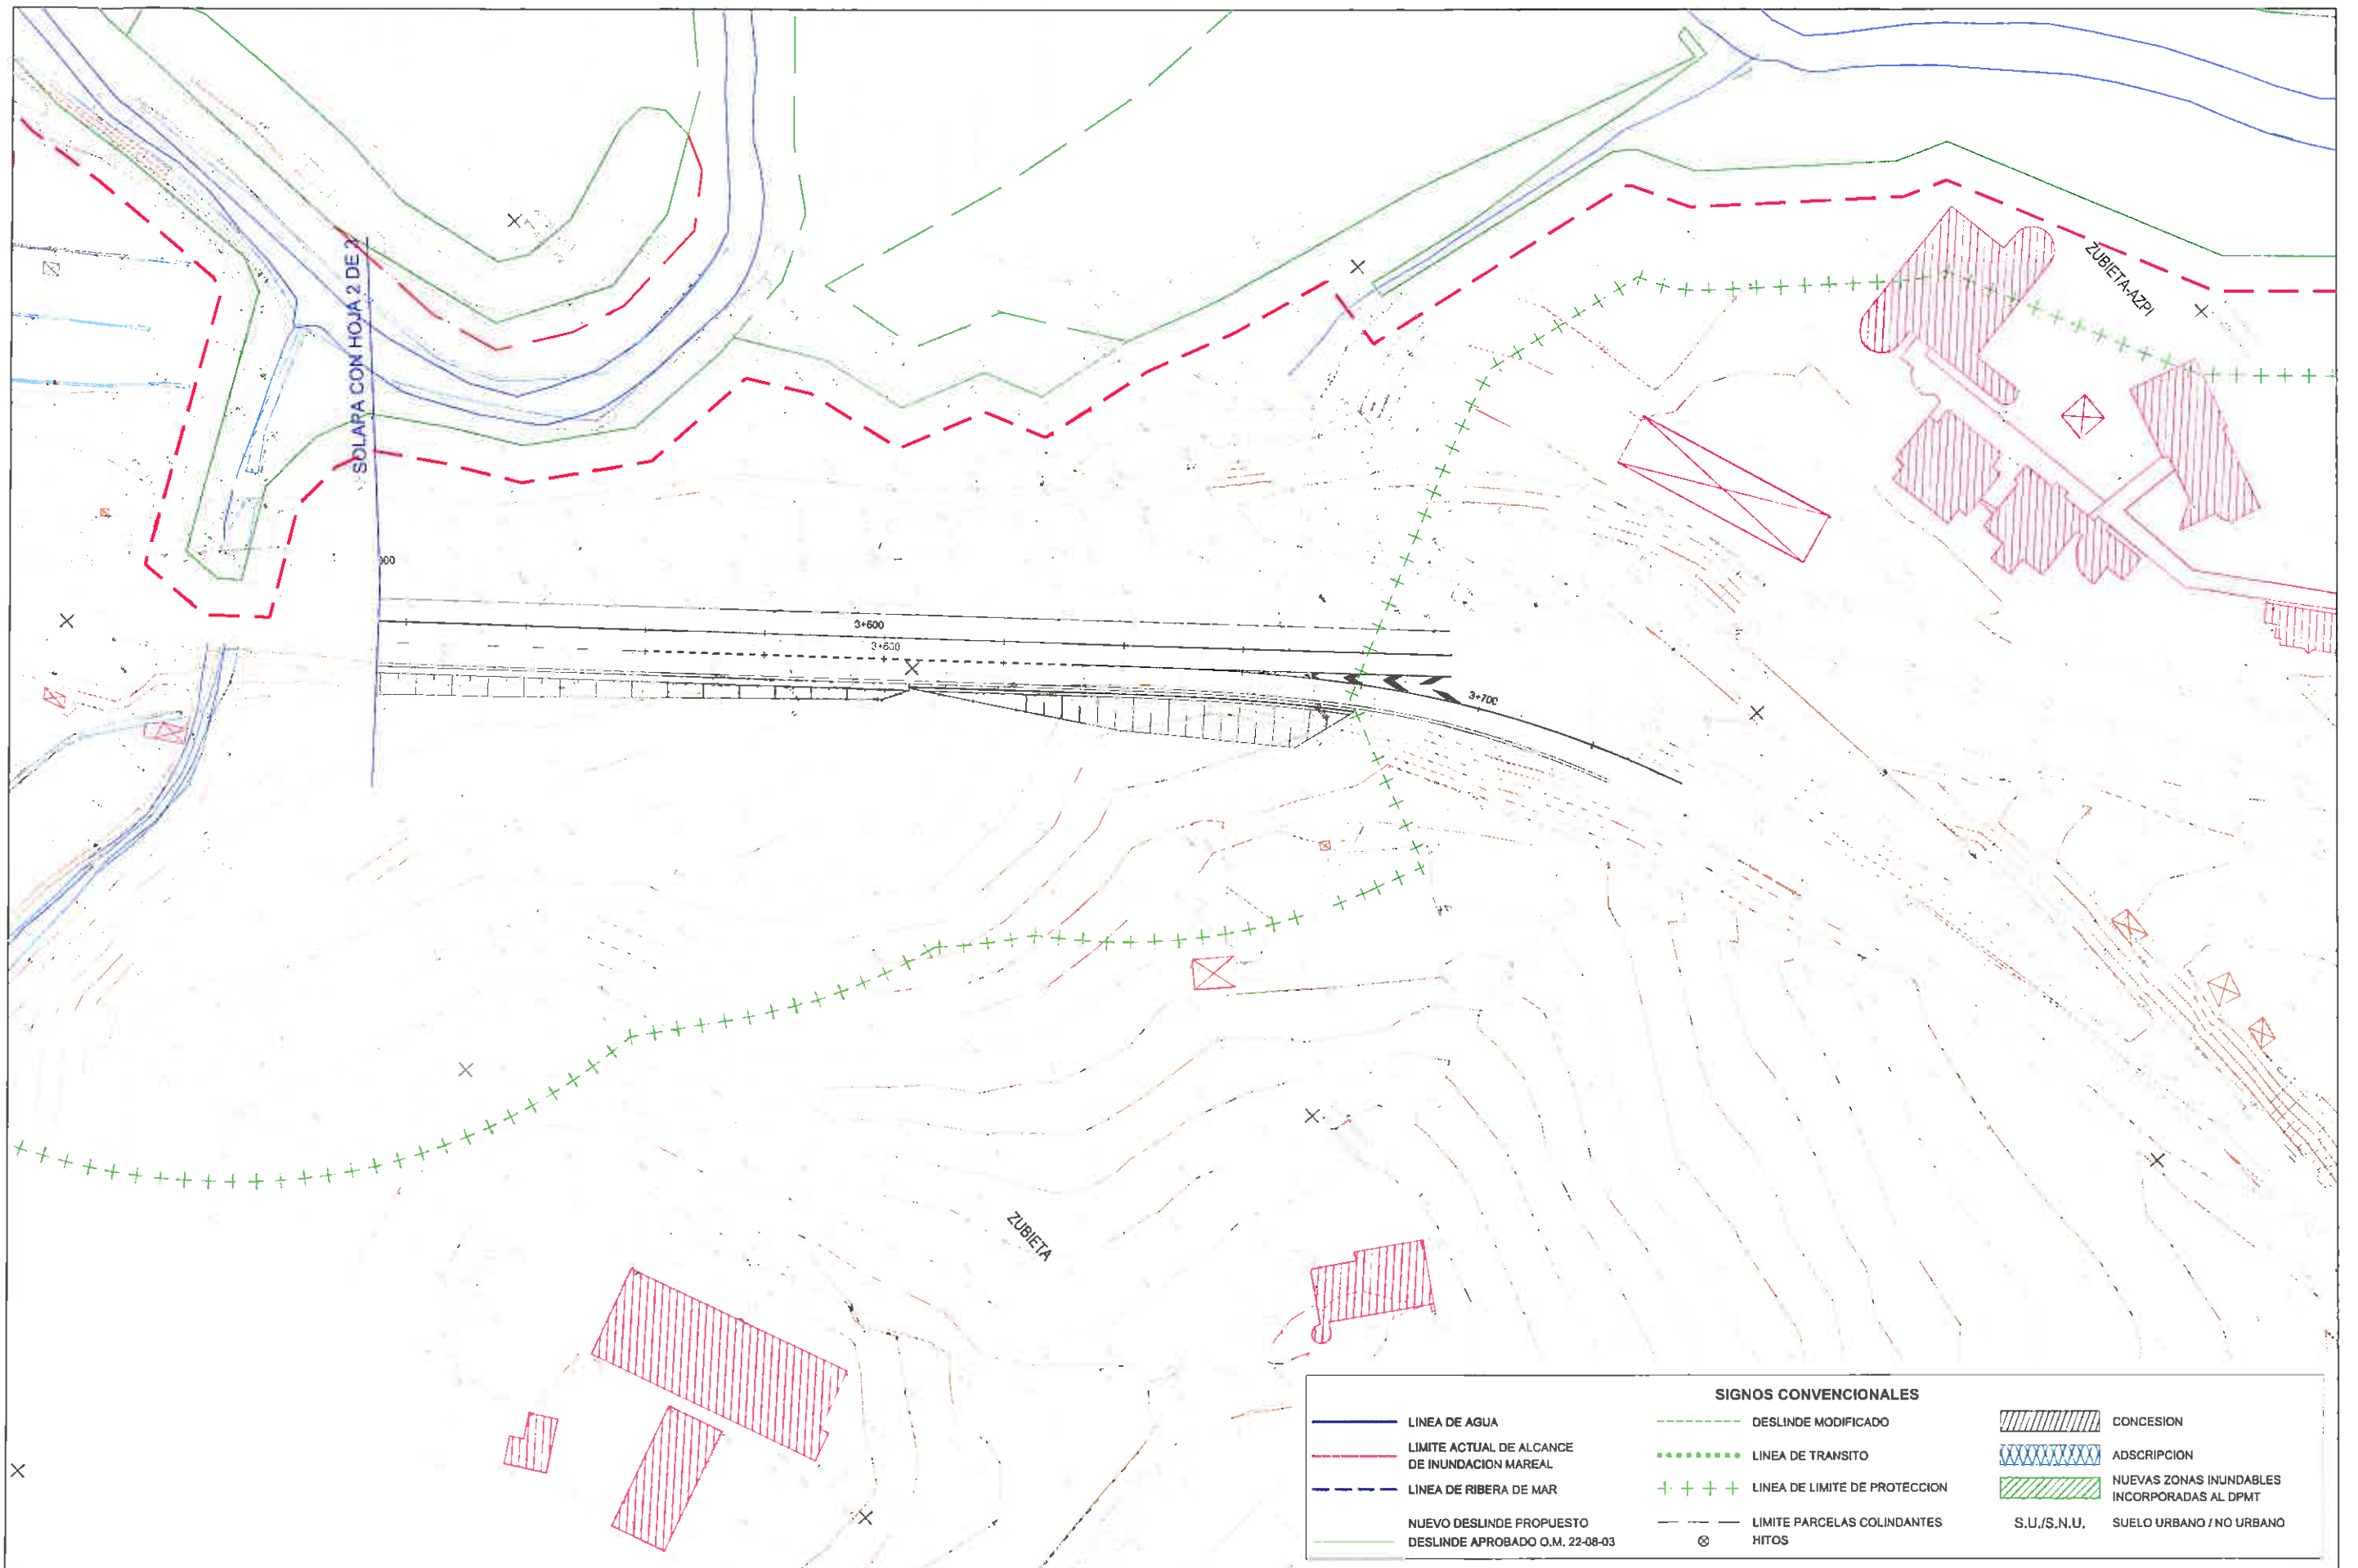 SOLAPA CON HOJA 2 DE 3
ZUBIETA-AZPI
3+600
3+700
ZUBIETA
SIGNOS CONVENCIONALES
LINEA DE AGUA
LIMITE ACTUAL DE ALCANCE
DE INUNDACION MAREAL
LINEA DE RIBERA DE MAR
NUEVO DESLINDE PROPUESTO
DESLINDE APROBADO O.M. 22-08-03
DESLINDE MODIFICADO
LINEA DE TRANSITO
LINEA DE LIMITE DE PROTECCION
LIMITE PARCELAS COLINDANTES
HITOS
CONCESION
ADSCRIPCION
NUEVAS ZONAS INUNDABLES
INCORPORADAS AL DPMT
S.U./S.N.U. SUELO URBANO / NO URBANO